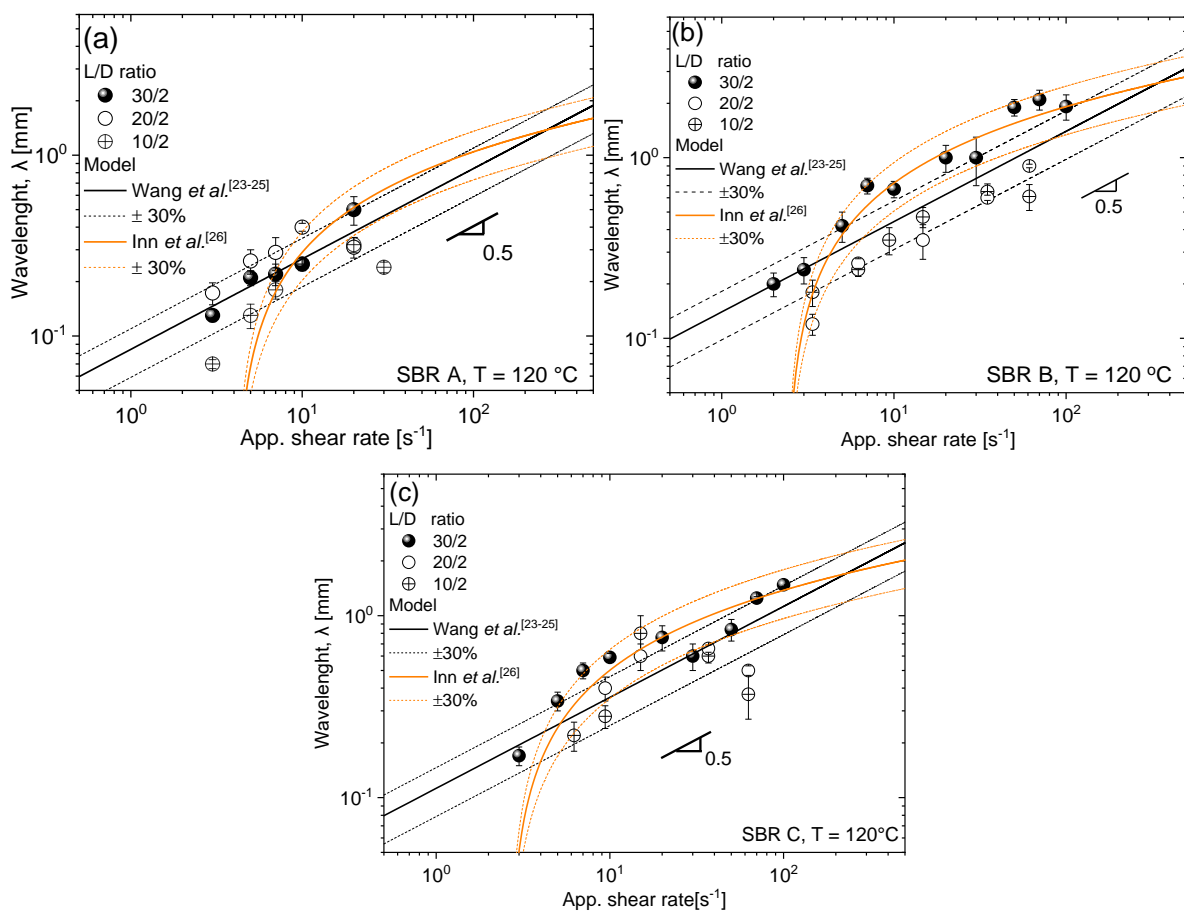 (a)
L/D ratio
30/2
20/2
10/2
Model
Wang et al.[23-25]
± 30%
Inn et al.[26]
± 30%
0.5
SBR A, T = 120 °C
10⁰
10⁻¹
10⁰ 10¹ 10²
Wavelenght, λ [mm]
App. shear rate [s⁻¹]
(b)
L/D ratio
30/2
20/2
10/2
Model
Wang et al.[23-25]
±30%
Inn et al.[26]
±30%
0.5
SBR B, T = 120 °C
10⁰
10⁻¹
10⁰ 10¹ 10²
Wavelenght, λ [mm]
App. shear rate [s⁻¹]
(c)
L/D ratio
30/2
20/2
10/2
Model
Wang et al.[23-25]
±30%
Inn et al.[26]
±30%
0.5
SBR C, T = 120°C
10⁰
10⁻¹
10⁰ 10¹ 10²
Wavelenght, λ [mm]
App. shear rate[s⁻¹]